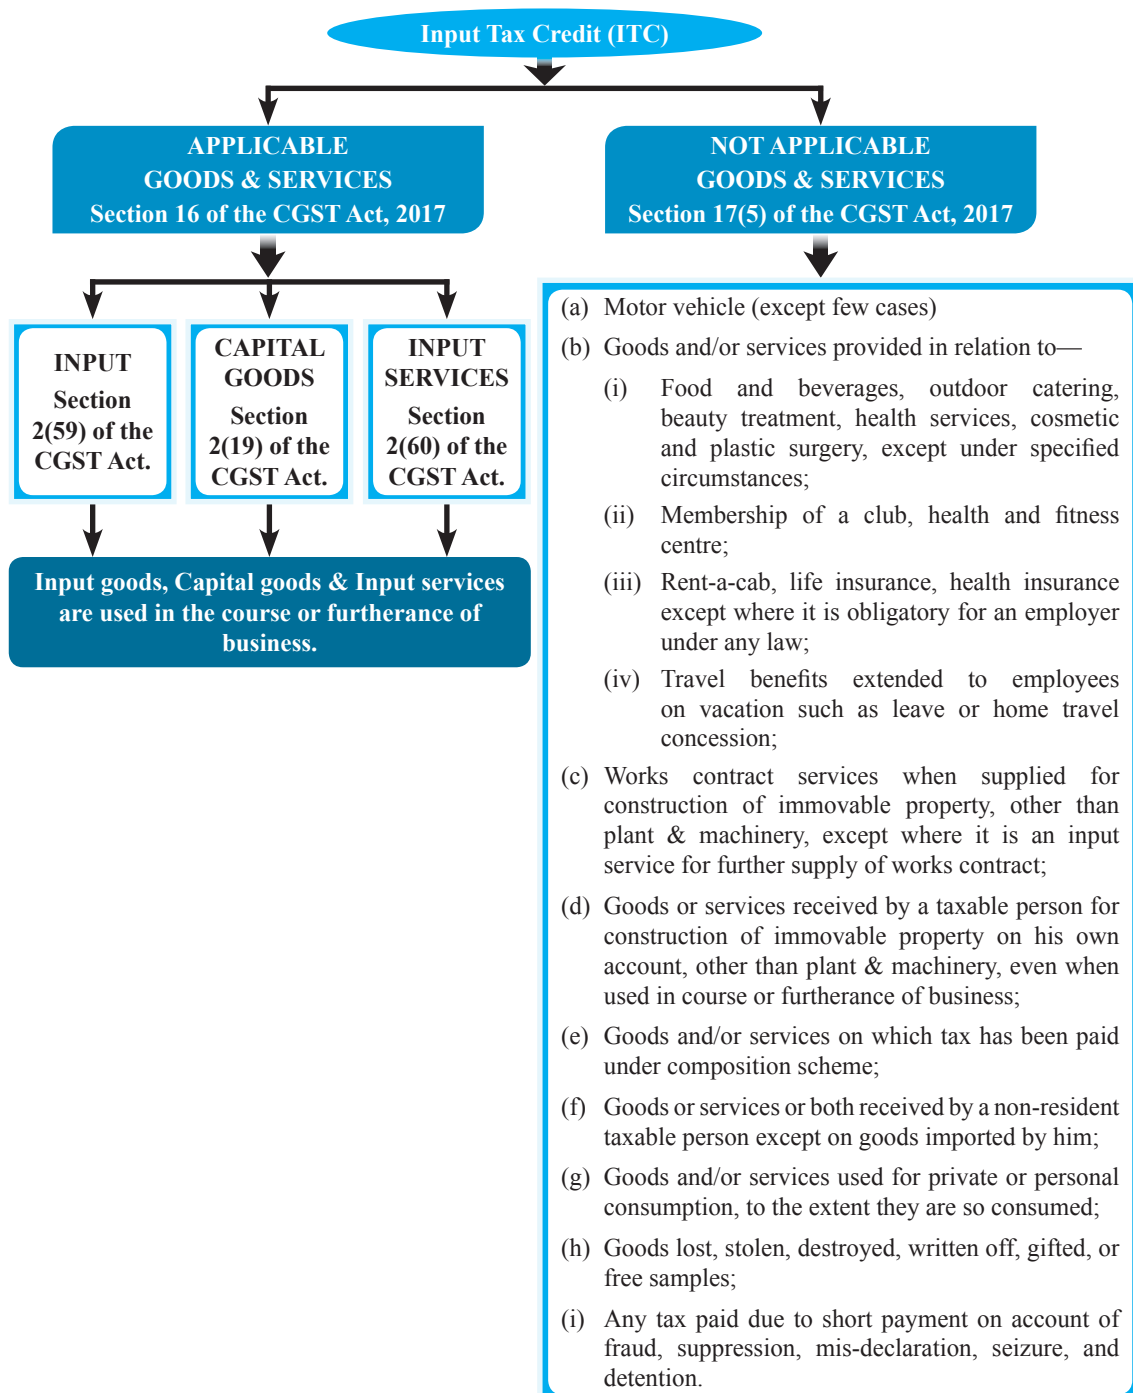 Input Tax Credit (ITC)
APPLICABLE
GOODS & SERVICES
Section 16 of the CGST Act, 2017
NOT APPLICABLE
GOODS & SERVICES
Section 17(5) of the CGST Act, 2017
INPUT
Section
2(59) of the
CGST Act.
CAPITAL
GOODS
Section
2(19) of the
CGST Act.
INPUT
SERVICES
Section
2(60) of the
CGST Act.
Input goods, Capital goods & Input services
are used in the course or furtherance of
business.
(a) Motor vehicle (except few cases)
(b) Goods and/or services provided in relation to—
(i) Food and beverages, outdoor catering,
beauty treatment, health services, cosmetic
and plastic surgery, except under specified
circumstances;
(ii) Membership of a club, health and fitness
centre;
(iii) Rent-a-cab, life insurance, health insurance
except where it is obligatory for an employer
under any law;
(iv) Travel benefits extended to employees
on vacation such as leave or home travel
concession;
(c) Works contract services when supplied for
construction of immovable property, other than
plant & machinery, except where it is an input
service for further supply of works contract;
(d) Goods or services received by a taxable person for
construction of immovable property on his own
account, other than plant & machinery, even when
used in course or furtherance of business;
(e) Goods and/or services on which tax has been paid
under composition scheme;
(f) Goods or services or both received by a non-resident
taxable person except on goods imported by him;
(g) Goods and/or services used for private or personal
consumption, to the extent they are so consumed;
(h) Goods lost, stolen, destroyed, written off, gifted, or
free samples;
(i) Any tax paid due to short payment on account of
fraud, suppression, mis-declaration, seizure, and
detention.